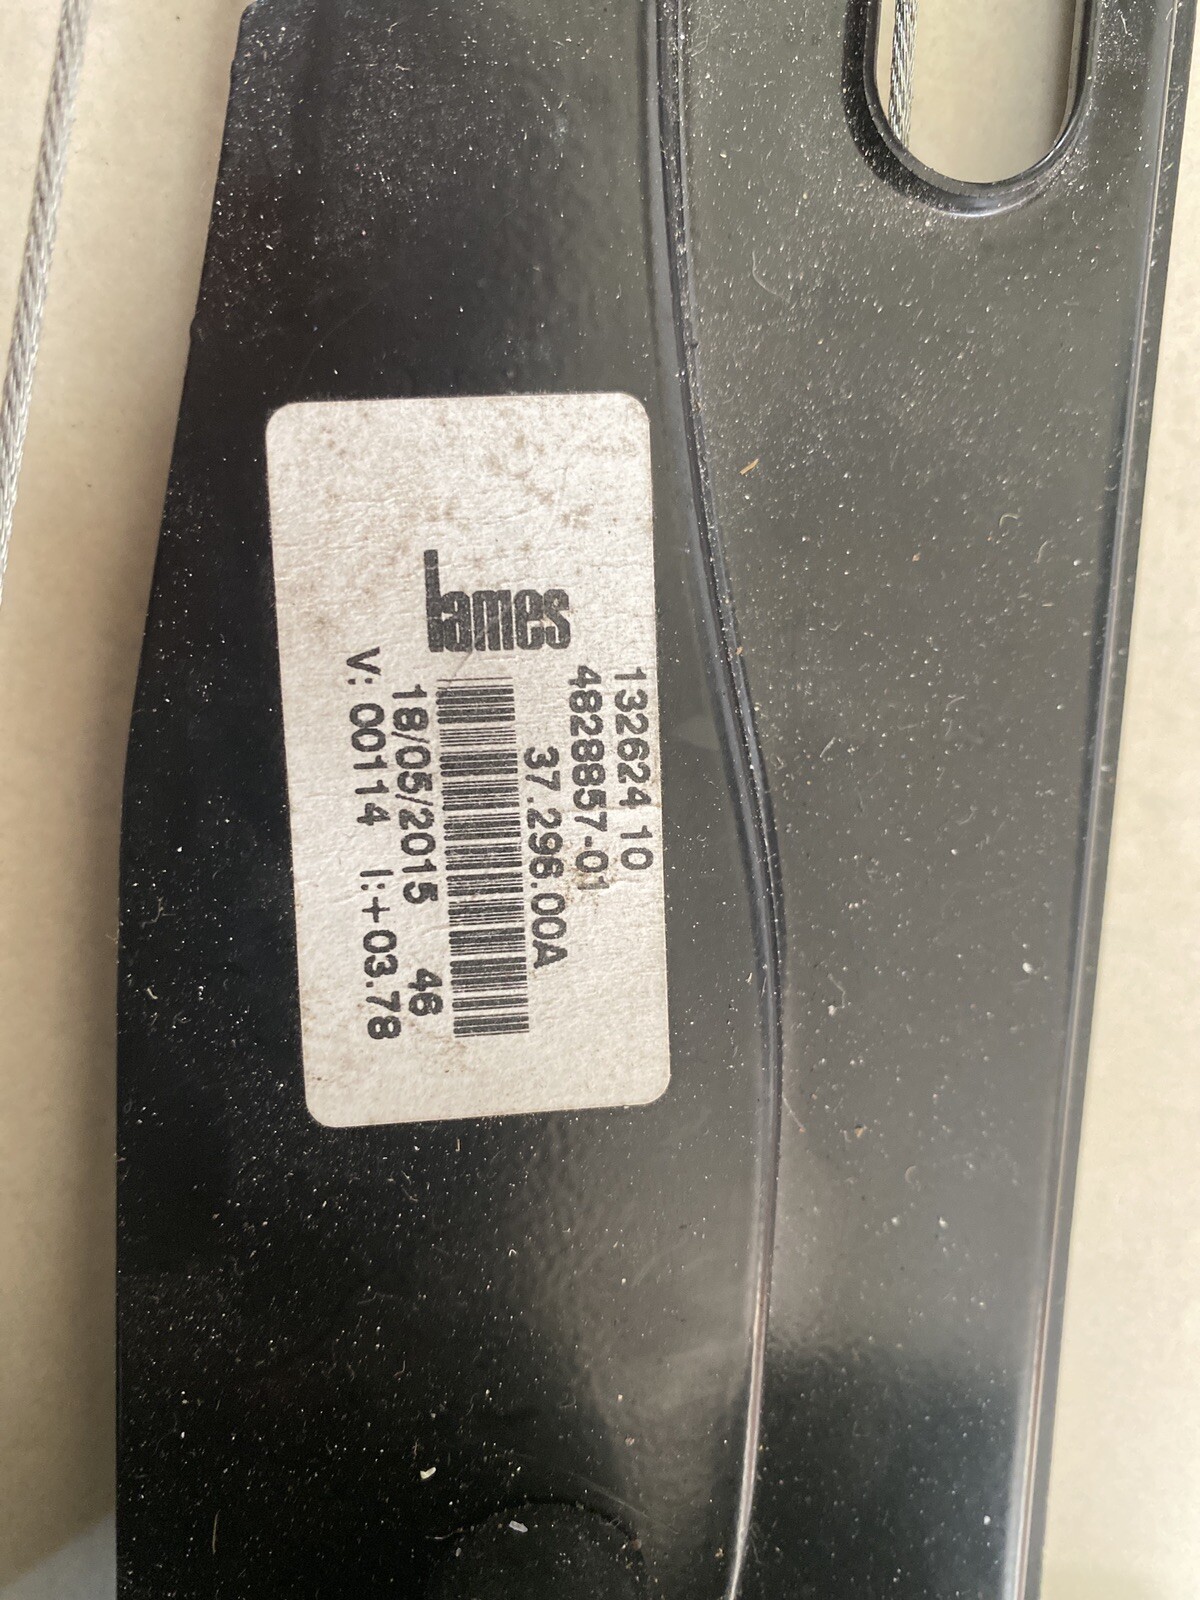 lames
132624 10
4828857-01
37.296.00A
18/05/2015 46
V: 00114 I:+03.78